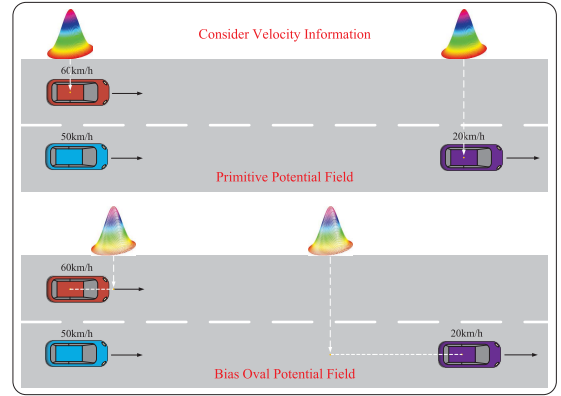 Consider Velocity Information
60km/h
50km/h
20km/h
Primitive Potential Field
60km/h
50km/h
20km/h
Bias Oval Potential Field